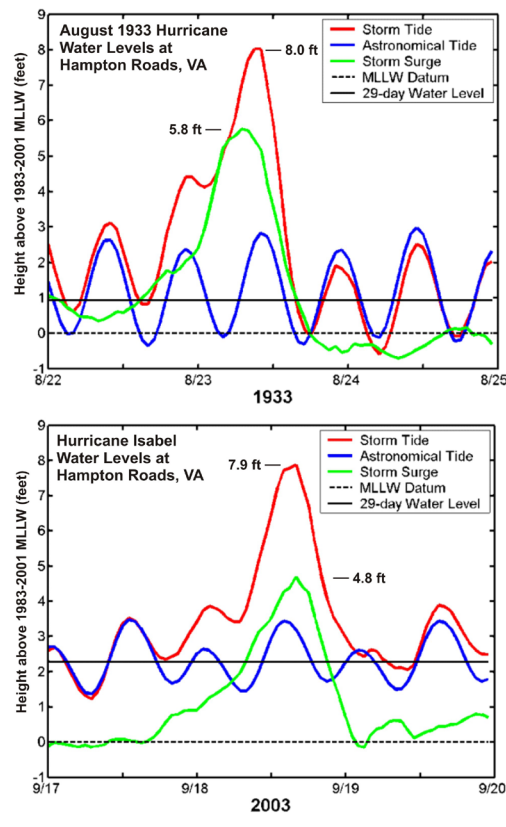 August 1933 Hurricane
Water Levels at
Hampton Roads, VA
8.0 ft
5.8 ft
Storm Tide
Astronomical Tide
Storm Surge
MLLW Datum
29-day Water Level
Height above 1983-2001 MLLW (feet)
9
8
7
6
5
4
3
2
1
0
-1
8/22
8/23
8/24
8/25
1933
Hurricane Isabel
Water Levels at
Hampton Roads, VA
7.9 ft
4.8 ft
Storm Tide
Astronomical Tide
Storm Surge
MLLW Datum
29-day Water Level
Height above 1983-2001 MLLW (feet)
9
8
7
6
5
4
3
2
1
0
-1
9/17
9/18
9/19
9/20
2003